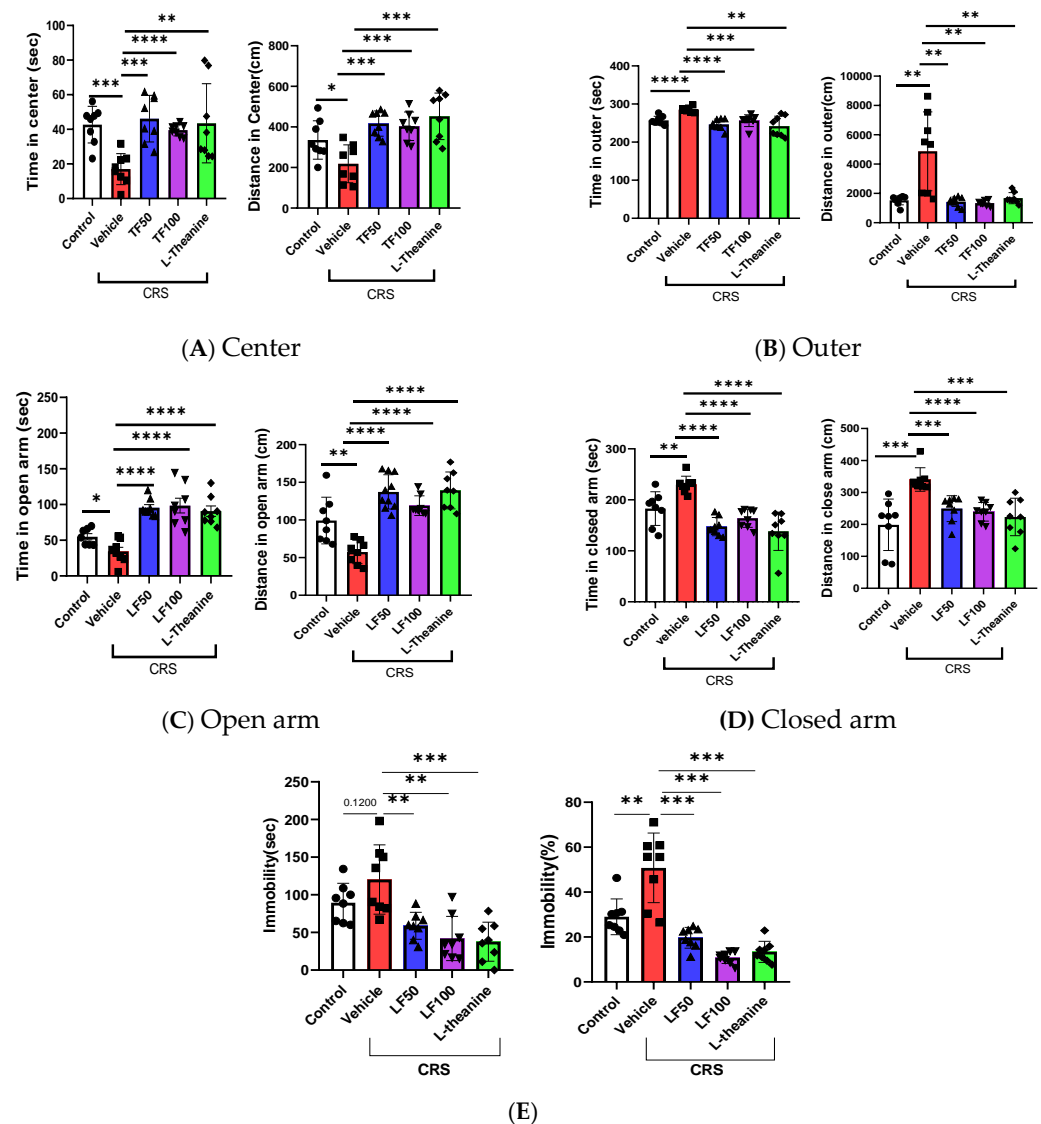 Time in center (sec)
100
80
60
40
20
0
*** *** **** **
Control
Vehicle
TF50
TF100
L-Theanine
CRS
Distance in Center(cm)
800
600
400
200
0
* *** *** ***
Control
Vehicle
TF50
TF100
L-Theanine
CRS
(A) Center
Time in outer (sec)
400
300
200
100
0
**** **** *** **
Control
Vehicle
TF50
TF100
L-Theanine
CRS
Distance in outer(cm)
10000
8000
6000
4000
2000
0
** ** ** **
Control
Vehicle
TF50
TF100
L-Theanine
CRS
(B) Outer
Time in open arm (sec)
200
150
100
50
0
* **** **** ****
Control
Vehicle
LF50
LF100
L-Theanine
CRS
Distance in open arm (cm)
200
150
100
50
0
** **** **** ****
Control
Vehicle
LF50
LF100
L-Theanine
CRS
(C) Open arm
Time in closed arm (sec)
300
200
100
0
** **** **** ****
Control
vehicle
LF50
LF100
L-Theanine
CRS
Distance in close arm (cm)
500
400
300
200
100
0
*** *** **** ***
Control
Vehicle
LF50
LF100
L-Theanine
CRS
(D) Closed arm
Immobility(sec)
250
200
150
100
50
0
0.1200 ** ** ***
Control
Vehicle
LF50
LF100
L-theanine
CRS
Immobility(%)
80
60
40
20
0
** *** *** ***
Control
Vehicle
LF50
LF100
L-theanine
CRS
(E)